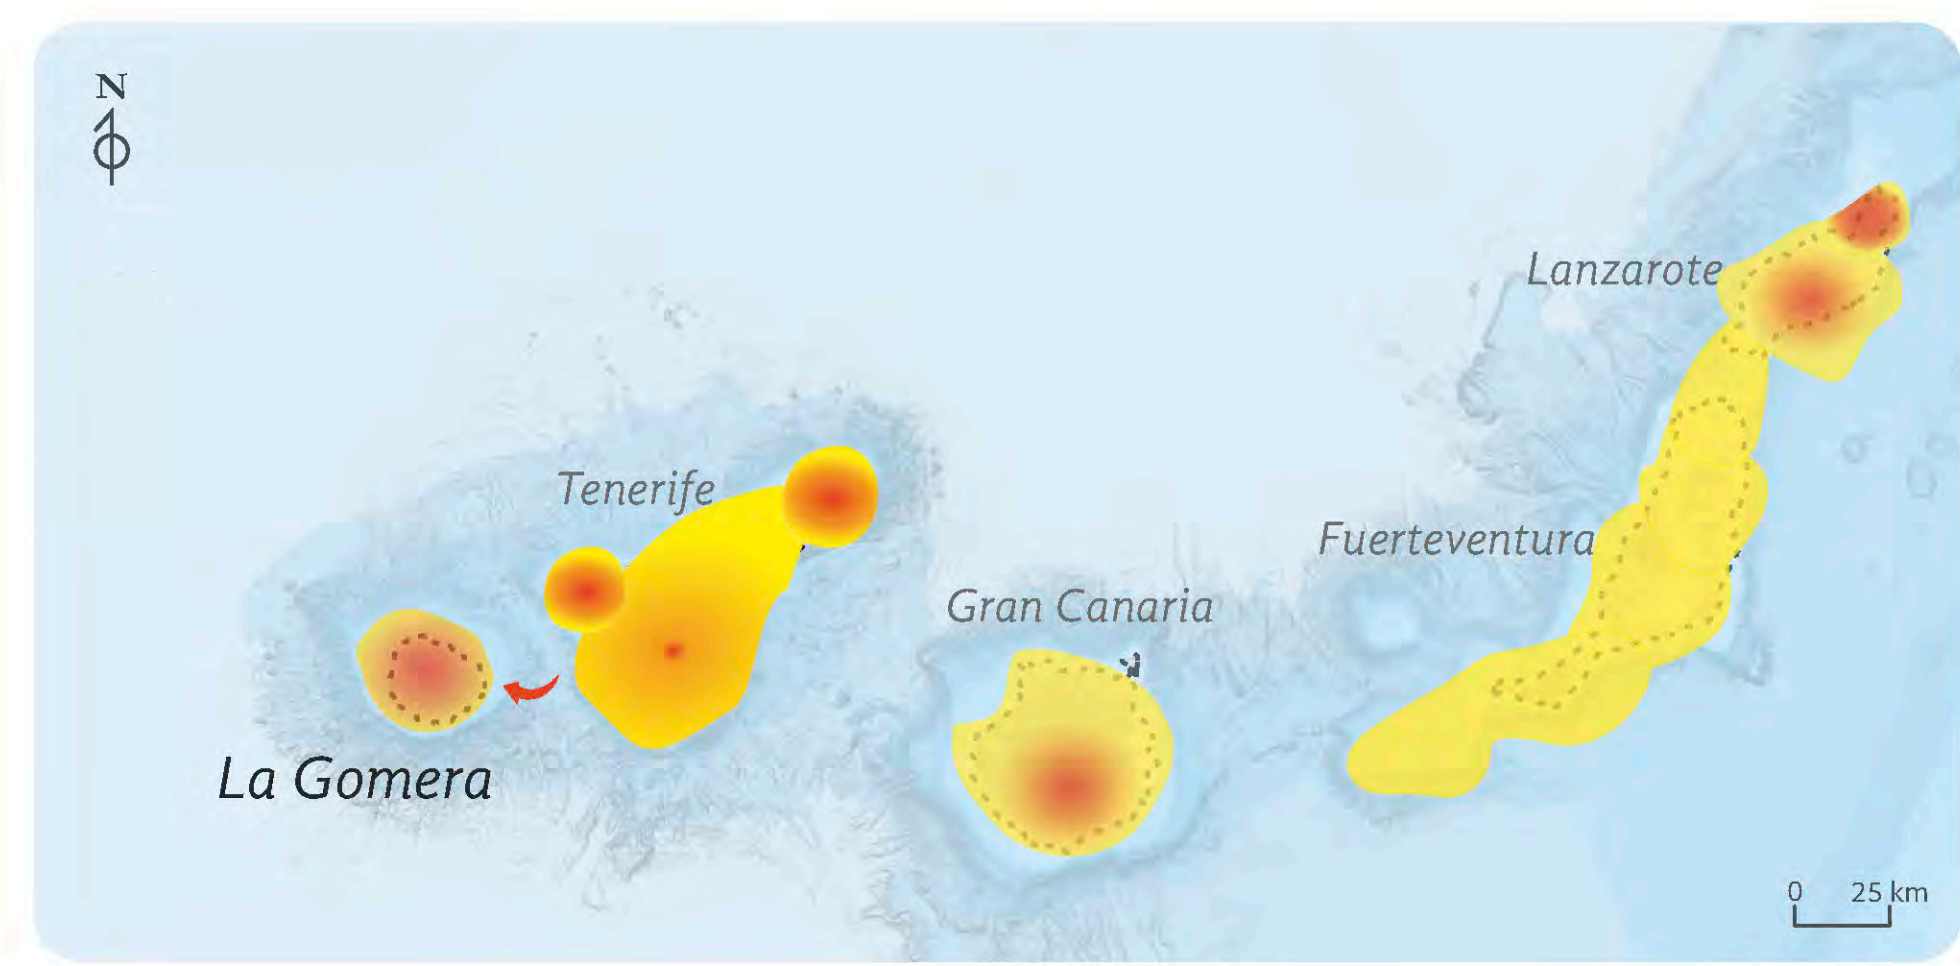 N
Lanzarote
Tenerife
Fuerteventura
Gran Canaria
La Gomera
0 25 km